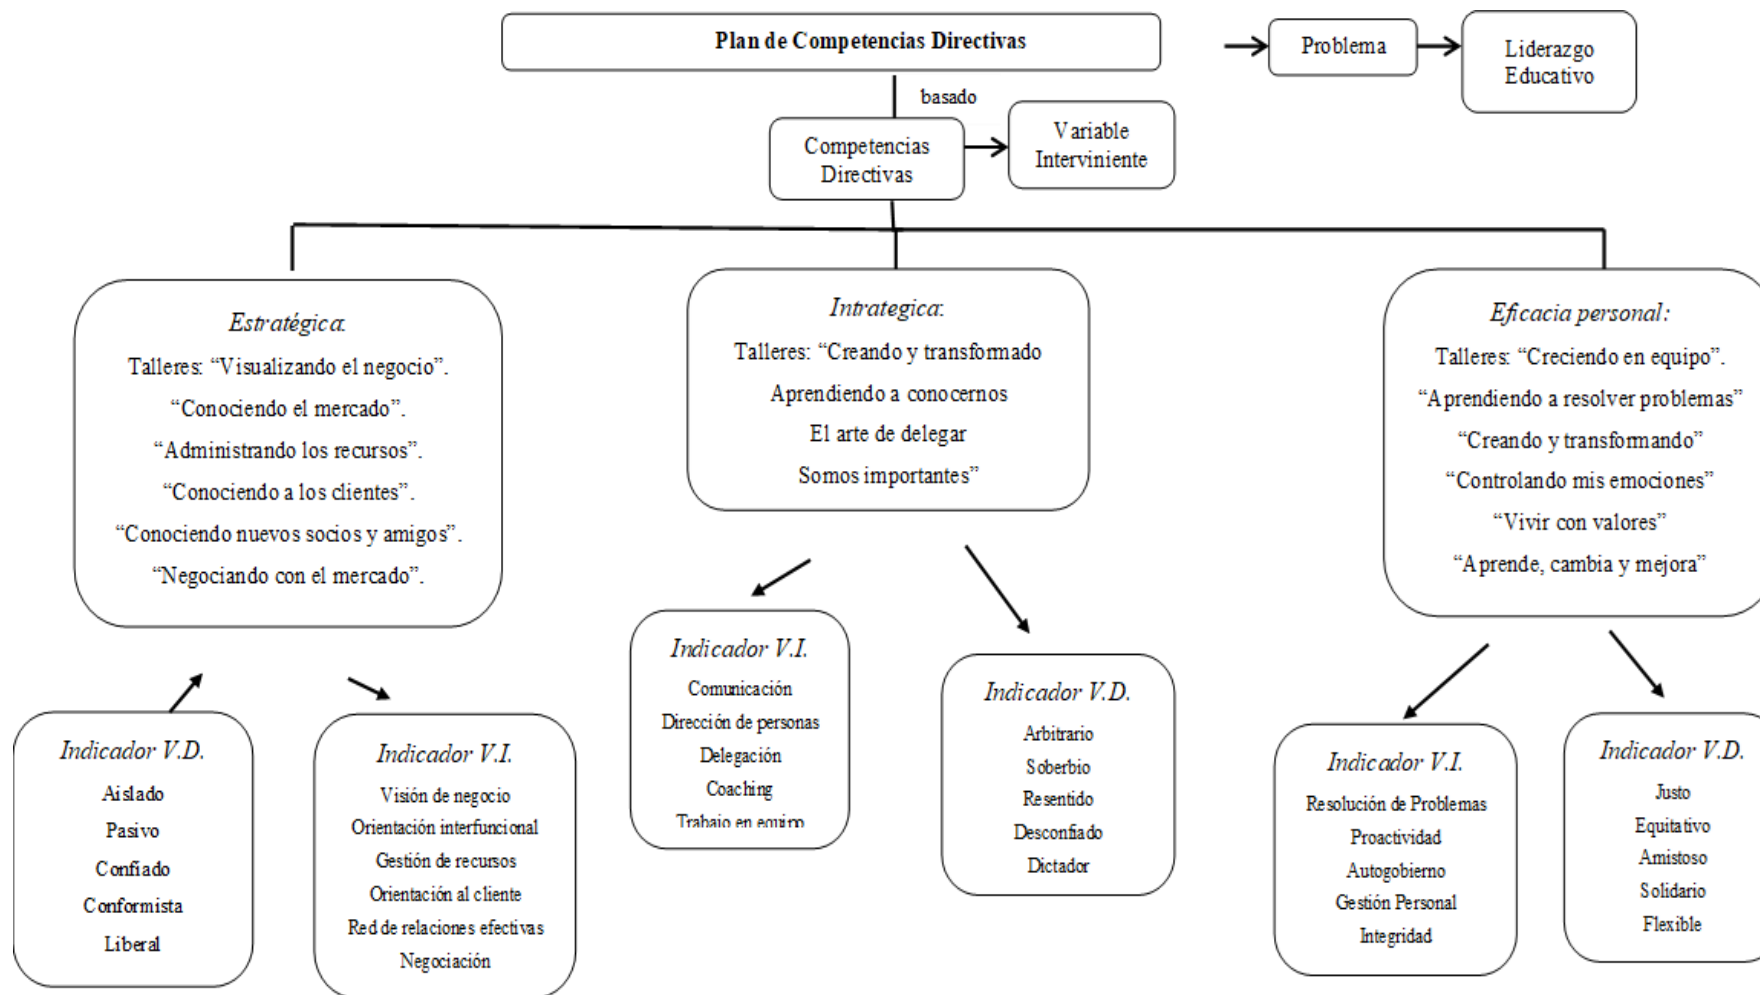 Plan de Competencias Directivas
Problema
Liderazgo
Educativo
basado
Competencias
Directivas
Variable
Interviniente
Estratégica:
Talleres: “Visualizando el negocio”.
“Conociendo el mercado”.
“Administrando los recursos”.
“Conociendo a los clientes”.
“Conociendo nuevos socios y amigos”.
“Negociando con el mercado”.
Intrategica:
Talleres: “Creando y transformado
Aprendiendo a conocernos
El arte de delegar
Somos importantes”
Eficacia personal:
Talleres: “Creciendo en equipo”.
“Aprendiendo a resolver problemas”
“Creando y transformando”
“Controlando mis emociones”
“Vivir con valores”
“Aprende, cambia y mejora”
Indicador V.D.
Aislado
Pasivo
Confiado
Conformista
Liberal
Indicador V.I.
Visión de negocio
Orientación interfuncional
Gestión de recursos
Orientación al cliente
Red de relaciones efectivas
Negociación
Indicador V.I.
Comunicación
Dirección de personas
Delegación
Coaching
Trabajo en equipo
Indicador V.D.
Arbitrario
Soberbio
Resentido
Desconfiado
Dictador
Indicador V.I.
Resolución de Problemas
Proactividad
Autogobierno
Gestión Personal
Integridad
Indicador V.D.
Justo
Equitativo
Amistoso
Solidario
Flexible